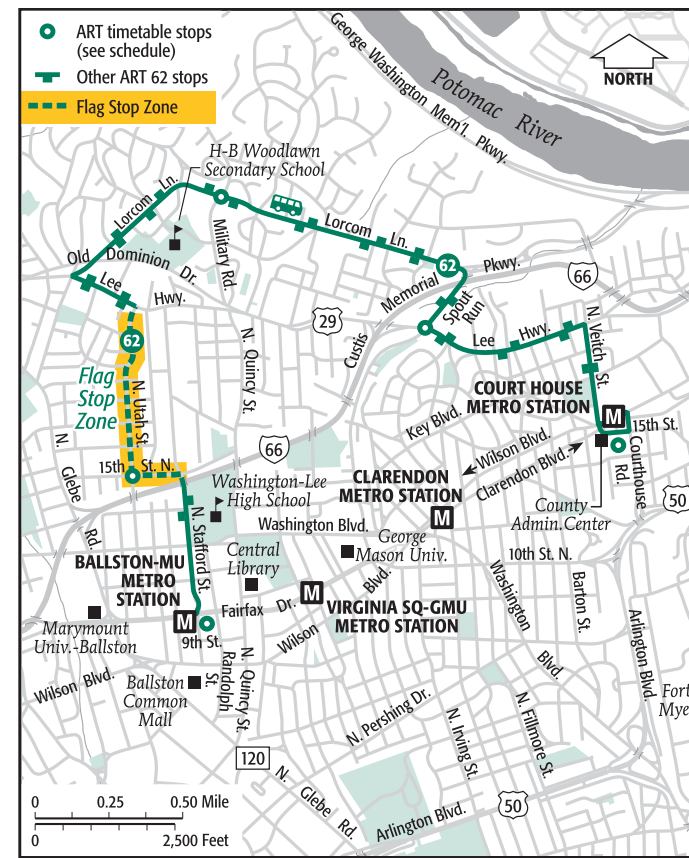 ART timetable stops
(see schedule)
Other ART 62 stops
Flag Stop Zone
George Washington Mem'l. Pkwy.
Potomac River
NORTH
H-B Woodlawn
Secondary School
Lorcom Ln.
Military Rd.
Lorcom Ln.
Old Dominion Dr.
Lee Hwy.
62
Memorial Pkwy.
66
Spout
Run
29
Custis
Lee Hwy.
N. Veitch St.
62
Flag
Stop
Zone
N. Utah St.
N. Quincy St.
COURT HOUSE
METRO STATION
M
15th St.
Courthouse
Rd.
Key Blvd.
Wilson Blvd.
Clarendon Blvd.
N. Glebe
Rd.
15th St. N.
66
Washington-Lee
High School
CLARENDON
METRO STATION
M
County
Admin.Center
50
N. Stafford St.
Washington Blvd.
George
Mason Univ.
10th St. N.
BALLSTON-MU
METRO
STATION
M
Central
Library
Fairfax Dr.
M
VIRGINIA SQ-GMU
METRO STATION
Wilson Blvd.
Washington
Blvd.
Barton St.
Arlington Blvd.
Marymount
Univ.-Ballston
9th St.
Wilson Blvd.
Ballston
Common
Mall
Randolph
St.
N. Quincy St.
Fort
Mye
N. Pershing Dr.
N. Irving St.
N. Fillmore St.
120
N. Glebe Rd.
Arlington Blvd.
50
0 0.25 0.50 Mile
0 2,500 Feet